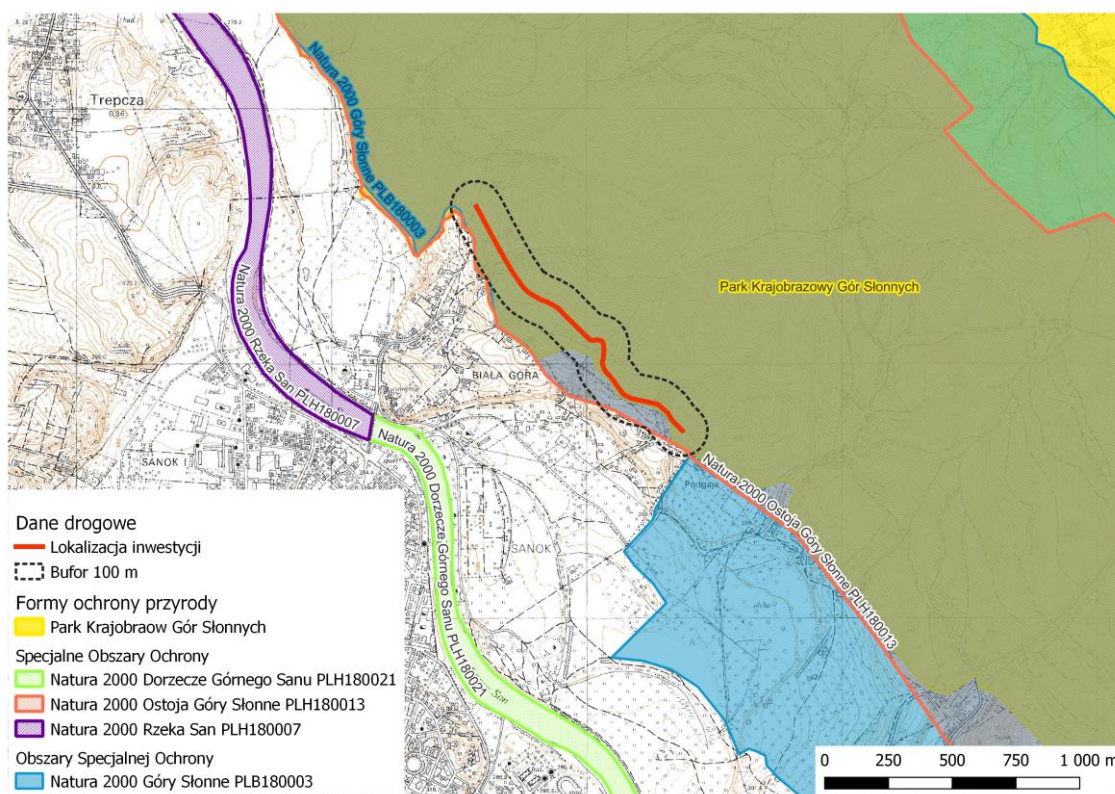 Trepcza
Natura 2000 Góry Słonne PLB180003
Natura 2000 Rzeka San PLH180007
Park Krajobrazowy Gór Słonnych
BIAŁA GÓRA
SANOK I
Natura 2000 Dorzecze Górnego Sanu PLH180021
SANOK
Podgaje
Natura 2000 Ostoja Góry Słonne PLH180013
San
Dane drogowe
Lokalizacja inwestycji
Bufor 100 m
Formy ochrony przyrody
Park Krajobraow Gór Słonnych
Specjalne Obszary Ochrony
Natura 2000 Dorzecze Górnego Sanu PLH180021
Natura 2000 Ostoja Góry Słonne PLH180013
Natura 2000 Rzeka San PLH180007
Obszary Specjalnej Ochrony
Natura 2000 Góry Słonne PLB180003
0 250 500 750 1 000 m